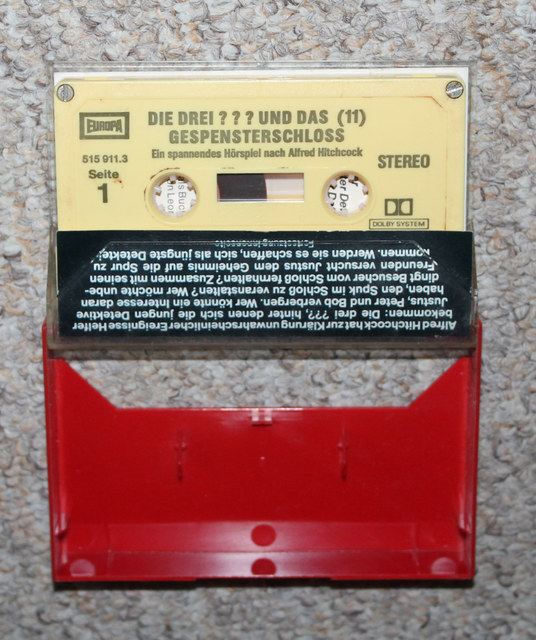 EUROPA
DIE DREI ? ? ? UND DAS (11)
GESPENSTERSCHLOSS
Ein spannendes Hörspiel nach Alfred Hitchcock
515 911.3
STEREO
Seite
1
DOLBY SYSTEM
Alfred Hitchcock hat zur Klärung unwahrscheinlicher Ereignisse Helfer
bekommen: Die drei ???, hinter denen sich die jungen Detektive
Justus, Peter und Bob verbergen. Wer könnte ein Interesse daran
haben, den Spuk im Schloß zu veranstalten? Wer möchte unbe-
dingt Besucher vom Schloß fernhalten? Zusammen mit seinen
Freunden versucht Justus dem Geheimnis auf die Spur zu
kommen. Werden sie es schaffen, sich als jüngste Detektei
Fortsetzung Innenseite